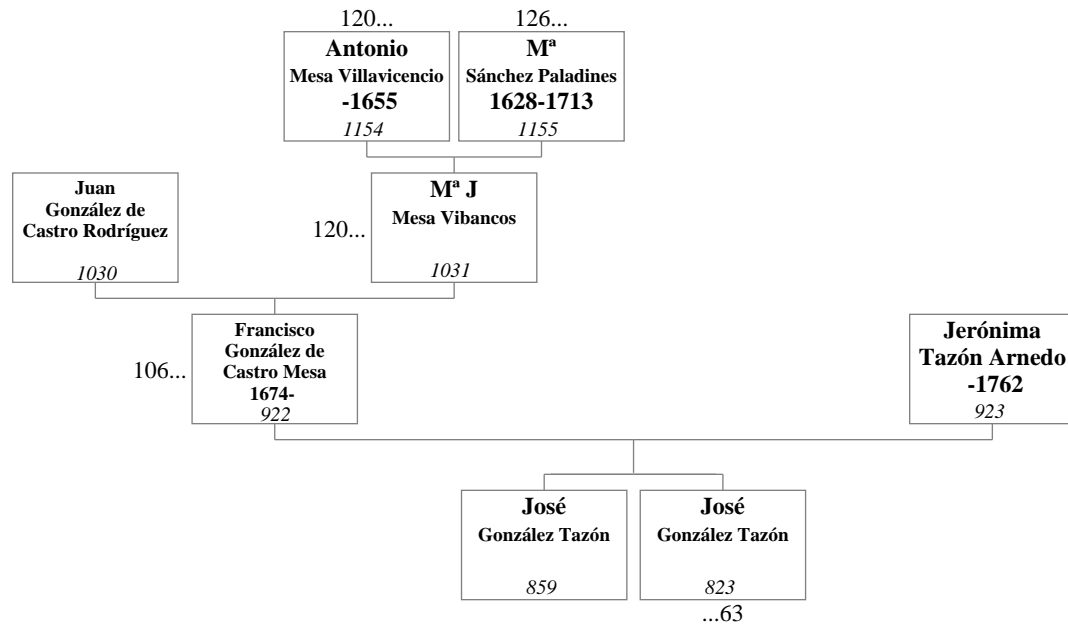 120...
126...
Antonio
Mesa Villavicencio
-1655
1154
Mª
Sánchez Paladines
1628-1713
1155
Juan
González de
Castro Rodríguez
1030
120...
Mª J
Mesa Vibancos
1031
106...
Francisco
González de
Castro Mesa
1674-
922
Jerónima
Tazón Arnedo
-1762
923
José
González Tazón
859
José
González Tazón
823
...63